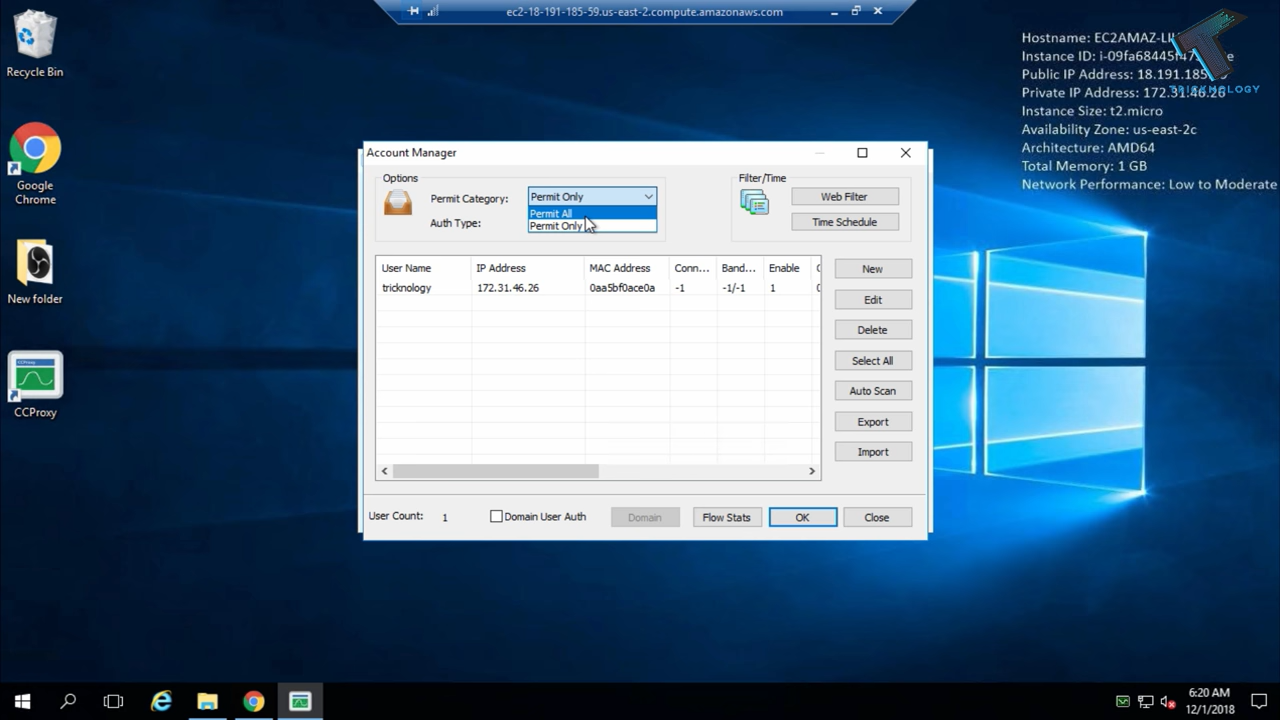 ec2-18-191-185-59.us-east-2.compute.amazonaws.com
Recycle Bin
Google
Chrome
New folder
CCProxy
CCProxy
Hostname: EC2AMAZ-
Instance ID:
Public IP Address:
Private IP Address: 172.31.46.26
Instance Size: t2.micro
Availability Zone: us-east-2c
Architecture: AMD64
Total Memory: 1 GB
Network Performance: Low to Moderate
TRICKNOLOGY
Account Manager
Options
Permit Category:
Permit Only
Permit All
Permit Only
Auth Type:
Filter/Time
Web Filter
Time Schedule
User Name IP Address MAC Address Conn... Band... Enable
tricknology 172.31.46.26 0aa5bf0ace0a -1 -1/-1 1
New
Edit
Delete
Select All
Auto Scan
Export
Import
User Count: 1
Domain User Auth
Domain
Flow Stats
OK
Close
6:20 AM
12/1/2018